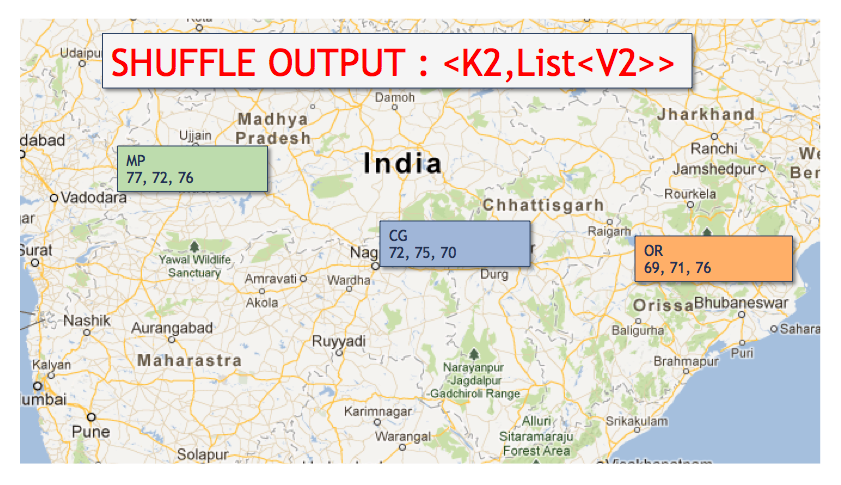 SHUFFLE OUTPUT : <K2,List<V2>>
Udaipu
Kota
Damoh
Madhya
Pradesh
Jharkhand
Ujjain
dabad
Ranchi
India
We
Ben
Jamshedpur
Vadodara
MP
77, 72, 76
Rourkela
Chhattisgarh
ar
CG
72, 75, 70
r
Raigarh
OR
69, 71, 76
Surat
Yawal Wildlife
Sanctuary
Nag
Durg
Amravati
Wardha
Akola
Orissa
Bhubaneswar
Nashik
Aurangabad
Baligurha
Sahara
Ruyyadi
Puri
Maharastra
Kalyan
Narayanpur
Jagdalpur
Gadchiroli Range
Brahmapur
umbai
Pune
Karimnagar
Warangal
Alluri
Sitaramaraju
Forest Area
Srikakulam
Solapur